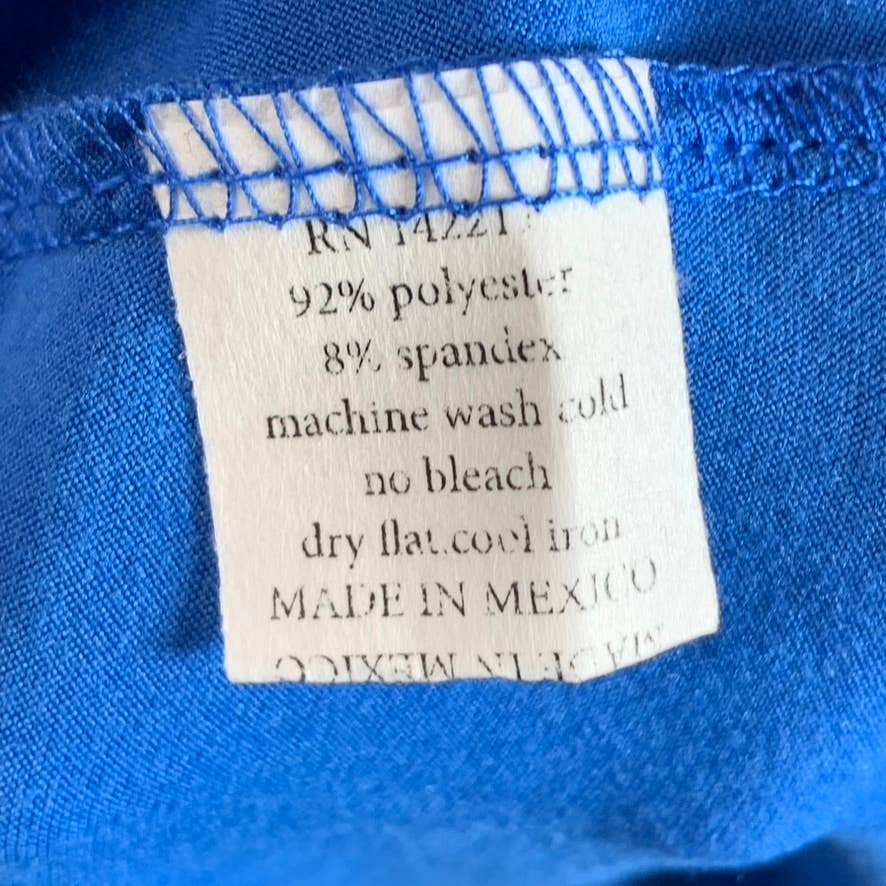 RN 14221
92% polyester
8% spandex
machine wash cold
no bleach
dry flat.cool iron
MADE IN MEXICO